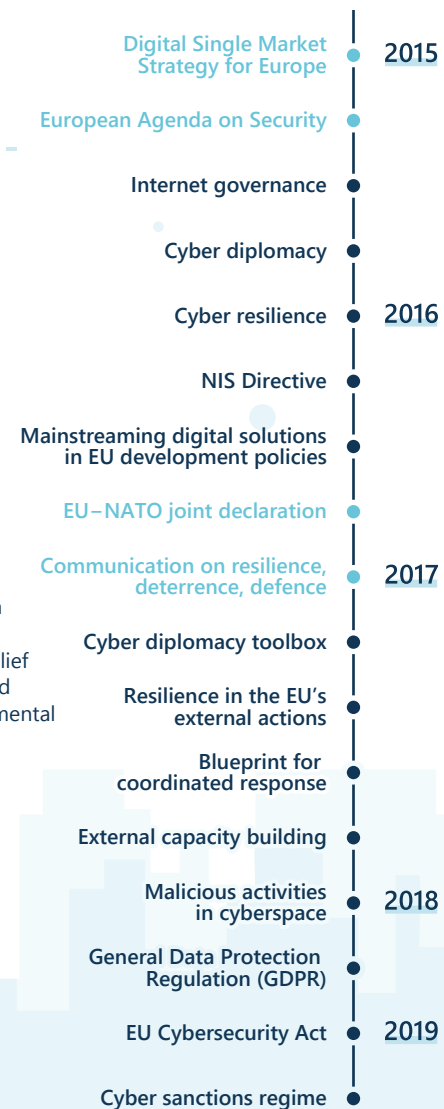 Digital Single Market
Strategy for Europe
2015
European Agenda on Security
Internet governance
Cyber diplomacy
Cyber resilience
2016
NIS Directive
Mainstreaming digital solutions
in EU development policies
EU–NATO joint declaration
Communication on resilience,
deterrence, defence
2017
Cyber diplomacy toolbox
lief
mental
Resilience in the EU's
external actions
Blueprint for
coordinated response
External capacity building
Malicious activities
in cyberspace
2018
General Data Protection
Regulation (GDPR)
EU Cybersecurity Act
2019
Cyber sanctions regime